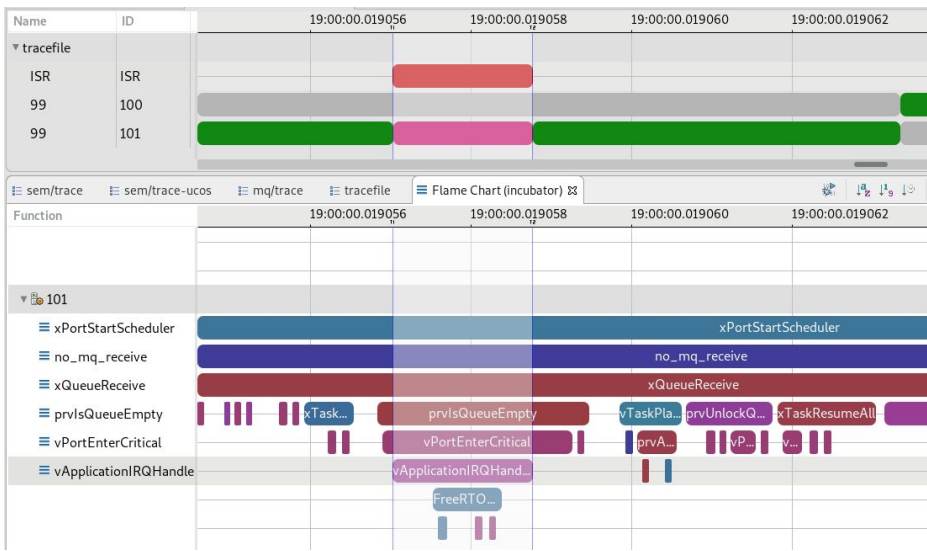 Name ID 19:00:00.019056 19:00:00.019058 19:00:00.019060 19:00:00.019062
tracefile
ISR ISR
99 100
99 101
sem/trace sem/trace-ucos mq/trace tracefile Flame Chart (incubator)
Function 19:00:00.019056 19:00:00.019058 19:00:00.019060 19:00:00.019062
101
xPortStartScheduler xPortStartScheduler
no_mq_receive no_mq_receive
xQueueReceive xQueueReceive
prvIsQueueEmpty xTask... prvIsQueueEmpty vTaskPla... prvUnlockQ... xTaskResumeAll
vPortEnterCritical vPortEnterCritical prvA... vP... v...
vApplicationIRQHandle vApplicationIRQHand...
FreeRTO...